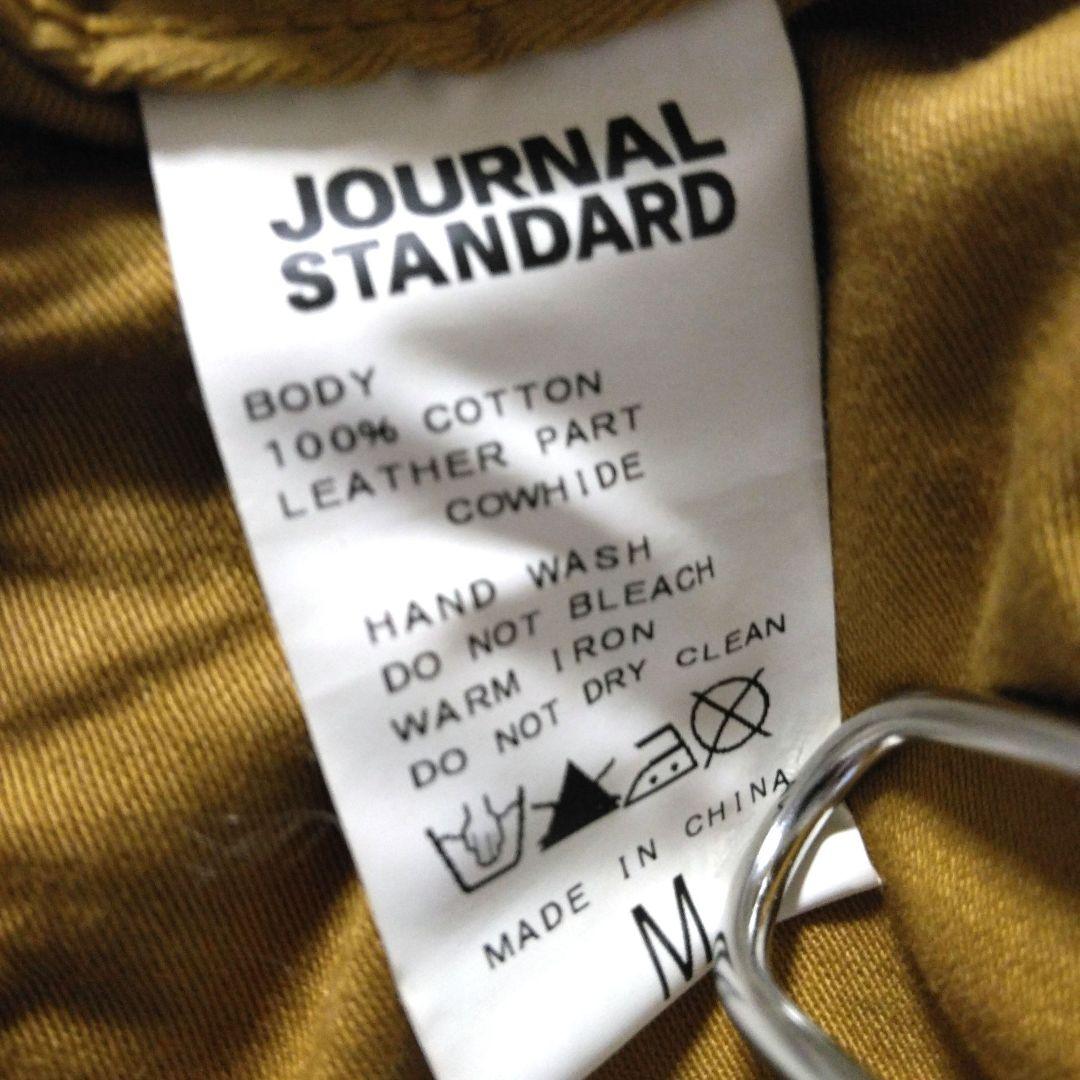 JOURNAL
STANDARD
BODY
100% COTTON
LEATHER PART
COWHIDE
HAND WASH
DO NOT BLEACH
WARM IRON
DO NOT DRY CLEAN
MADE IN CHINA
M